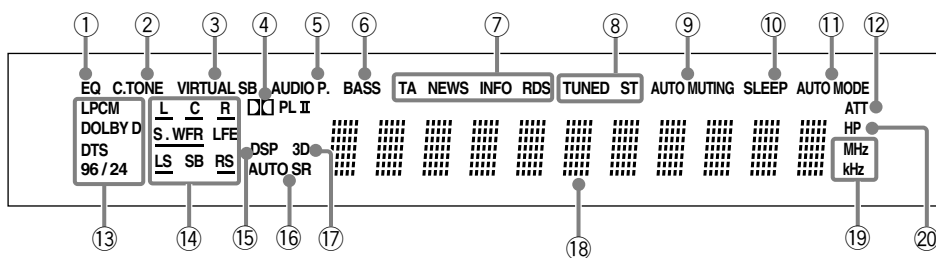 ① ② ③ ④ ⑤ ⑥ ⑦ ⑧ ⑨ ⑩ ⑪ ⑫
EQ C.TONE VIRTUAL SB AUDIO P. BASS TA NEWS INFO RDS TUNED ST AUTO MUTING SLEEP AUTO MODE
LPCM L C R PL II ATT
DOLBY D S.WFR LFE HP
DTS LS SB RS DSP 3D MHz
96 / 24 AUTO SR kHz
⑬ ⑭ ⑮ ⑯ ⑰ ⑱ ⑲ ⑳